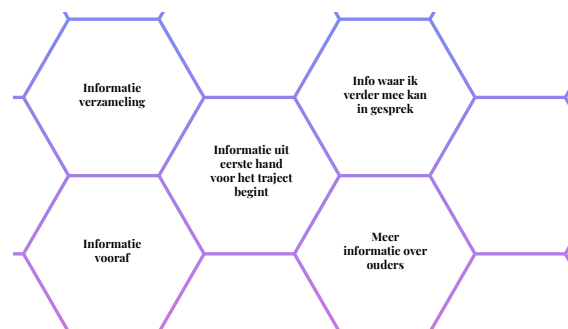 Informatie
verzameling
Info waar ik
verder mee kan
in gesprek
Informatie uit
eerste hand
voor het traject
begint
Informatie
vooraf
Meer
informatie over
ouders